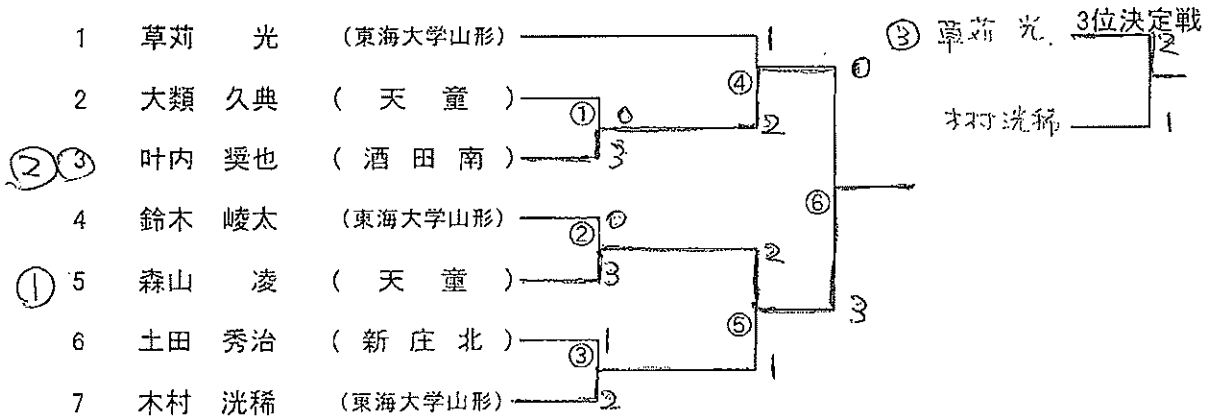 1 草苅 光 (東海大学山形) 1 ③ 草苅 光 3位決定戦 2
④ 0
2 大類 久典 ( 天 童 ) ① 0 2 木村 洸稀 1
② 3 叶内 奨也 ( 酒 田 南 ) 3
⑥
4 鈴木 崚太 (東海大学山形) ② 0
2
① 5 森山 凌 ( 天 童 ) 3
⑤ 3
6 土田 秀治 ( 新 庄 北 ) ③ 1
1
7 木村 洸稀 (東海大学山形) 2